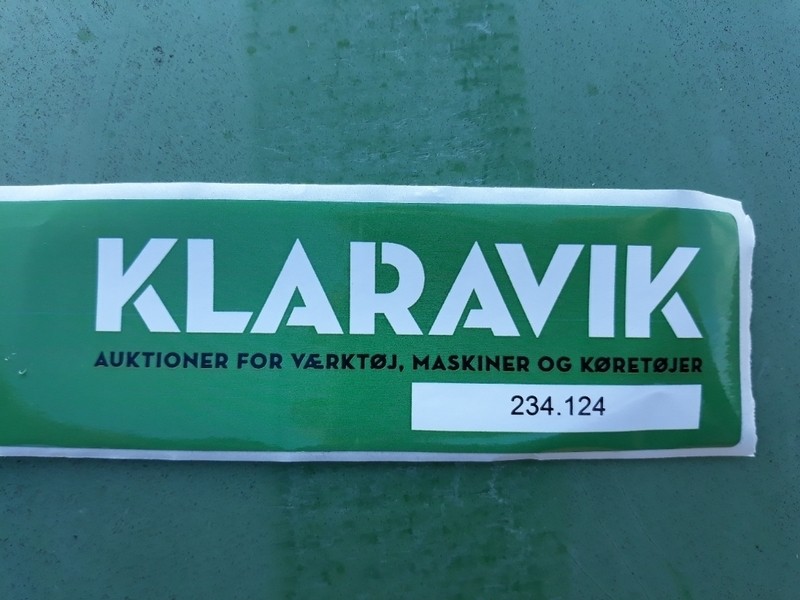 KLARAVIK
AUKTIONER FOR VÆRKTØJ, MASKINER OG KØRETØJER
234.124